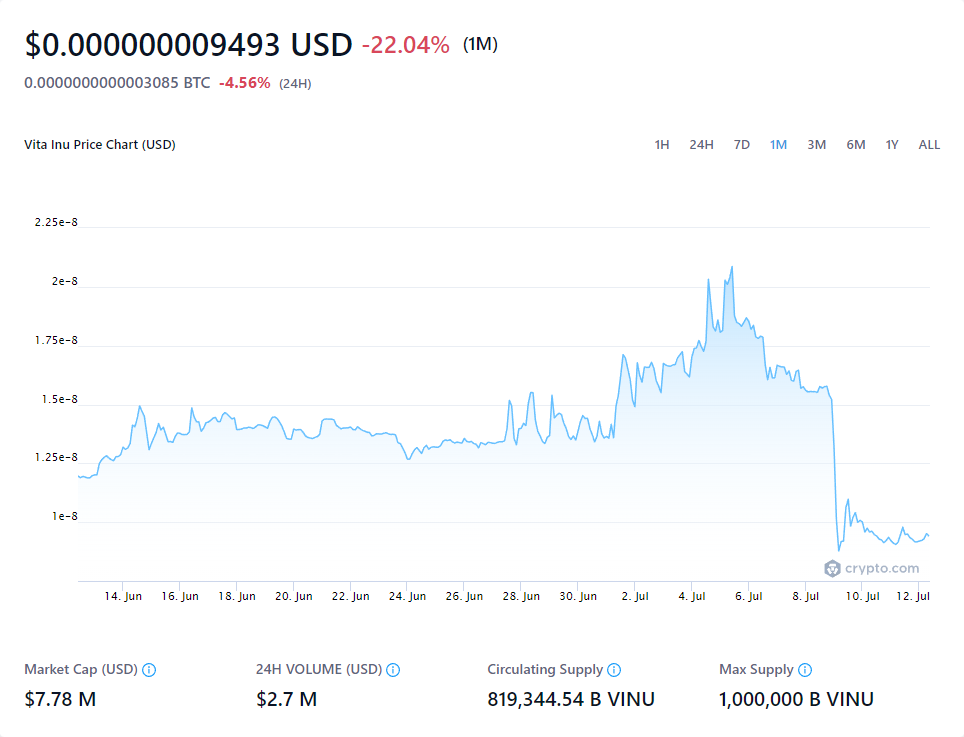 $0.000000009493 USD -22.04% (1M)
0.0000000000003085 BTC -4.56% (24H)
Vita Inu Price Chart (USD)
1H 24H 7D 1M 3M 6M 1Y ALL
2.25e-8
2e-8
1.75e-8
1.5e-8
1.25e-8
1e-8
crypto.com
14. Jun 16. Jun 18. Jun 20. Jun 22. Jun 24. Jun 26. Jun 28. Jun 30. Jun 2. Jul 4. Jul 6. Jul 8. Jul 10. Jul 12. Jul
Market Cap (USD) 24H VOLUME (USD) Circulating Supply Max Supply
$7.78 M $2.7 M 819,344.54 B VINU 1,000,000 B VINU